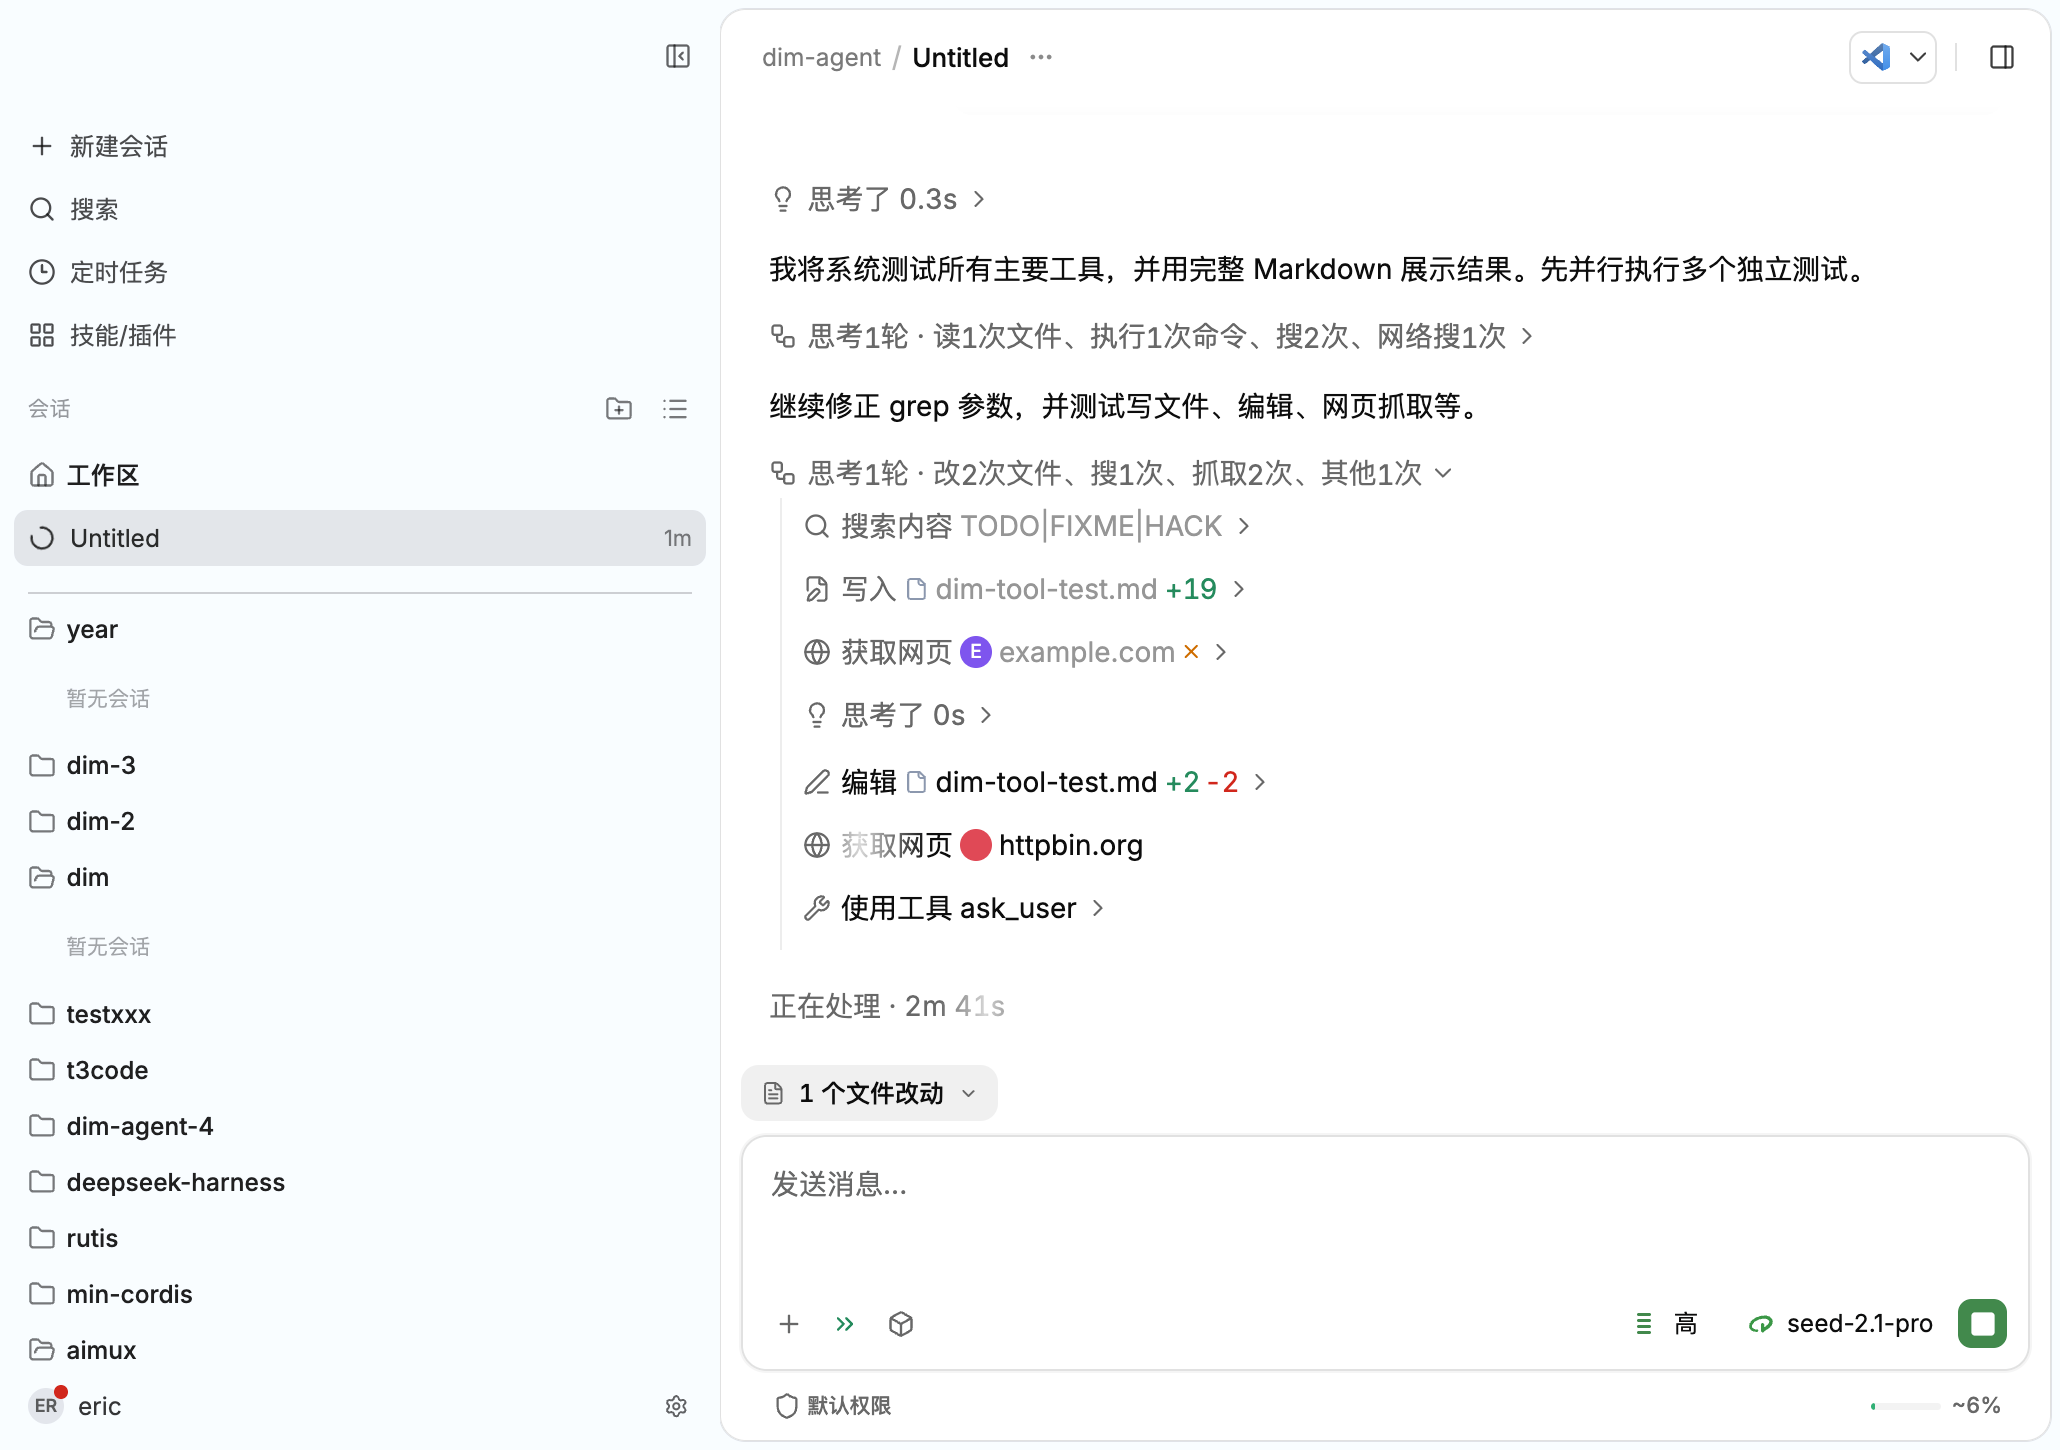 新建会话
搜索
定时任务
技能/插件
会话
工作区
Untitled 1m
year
暂无会话
dim-3
dim-2
dim
暂无会话
testxxx
t3code
dim-agent-4
deepseek-harness
rutis
min-cordis
aimux
ER eric
dim-agent / Untitled ···
思考了 0.3s
我将系统测试所有主要工具，并用完整 Markdown 展示结果。先并行执行多个独立测试。
思考1轮 · 读1次文件、执行1次命令、搜2次、网络搜1次
继续修正 grep 参数，并测试写文件、编辑、网页抓取等。
思考1轮 · 改2次文件、搜1次、抓取2次、其他1次
搜索内容 TODO|FIXME|HACK
写入 dim-tool-test.md +19
获取网页 E example.com
思考了 0s
编辑 dim-tool-test.md +2 -2
获取网页 httpbin.org
使用工具 ask_user
正在处理 · 2m 41s
1 个文件改动
发送消息...
高 seed-2.1-pro
默认权限 ~6%